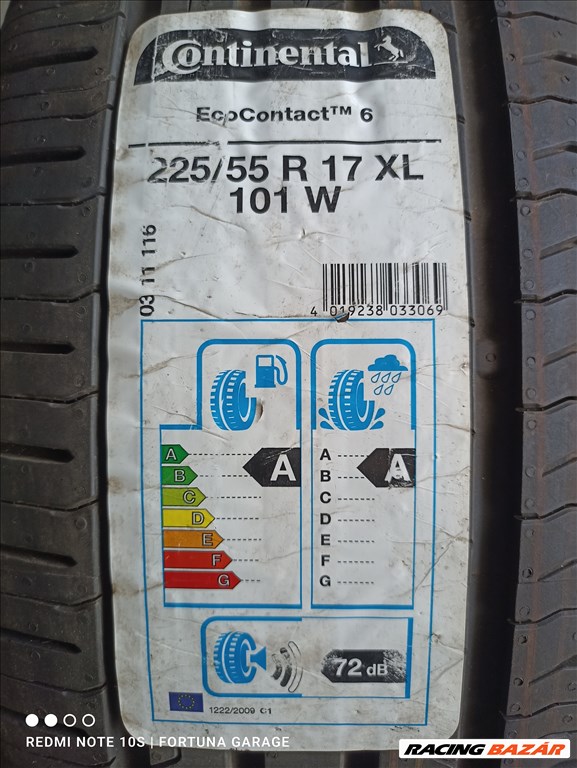 Continental
EcoContact™ 6
225/55 R 17 XL
101 W
03 11 116
4 019238 033069
A
B
C
D
E
F
G
A
A
B
C
D
E
F
G
A
72 dB
1222/2009 C1
REDMI NOTE 10S | FORTUNA GARAGE
RACING BAZÁR